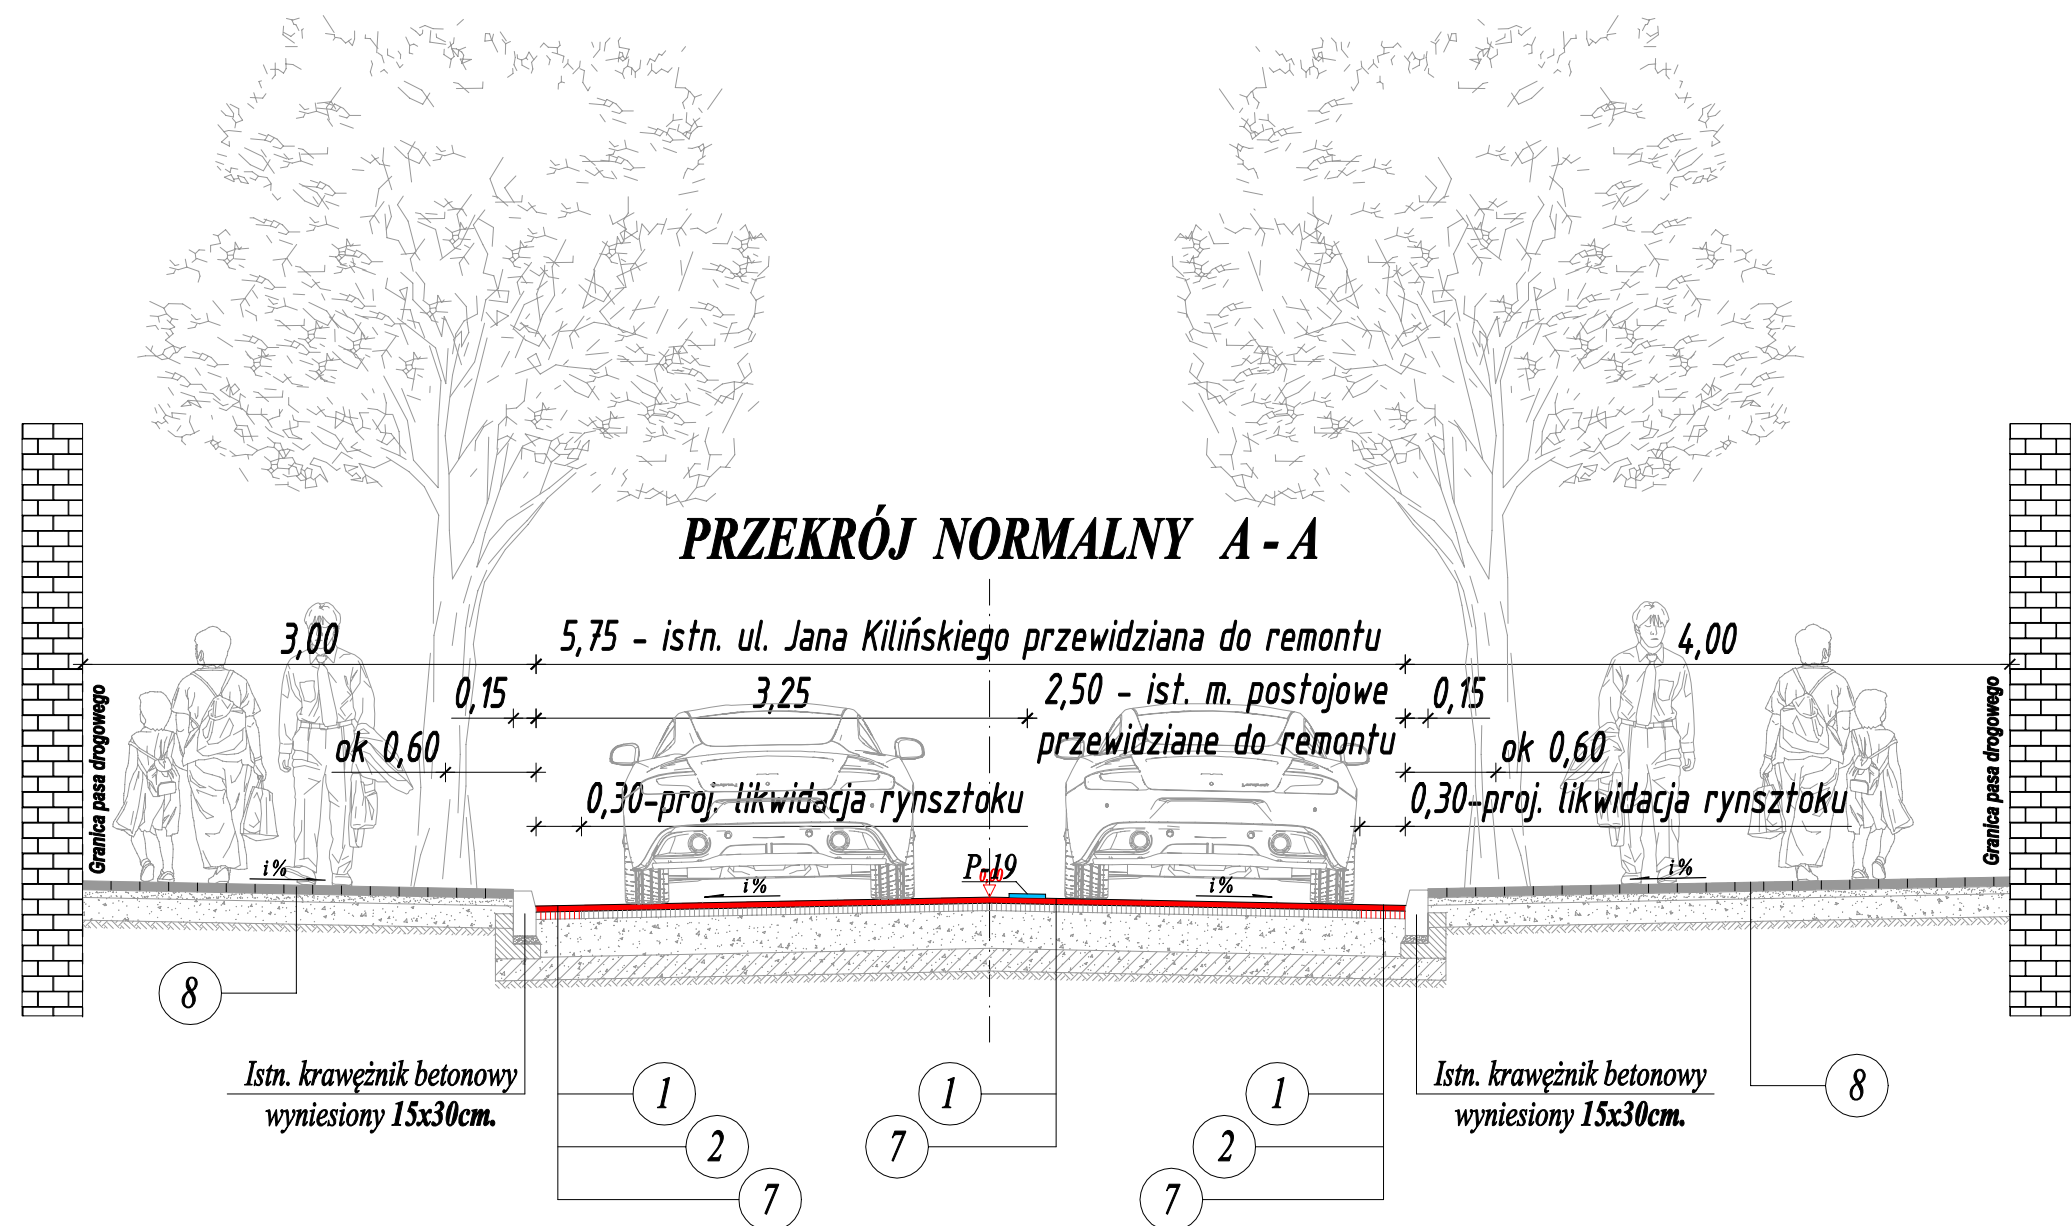 PRZEKRÓJ NORMALNY A - A
3,00
5,75 - istn. ul. Jana Kilińskiego przewidziana do remontu
4,00
0,15
3,25
2,50 - ist. m. postojowe
przewidziane do remontu
0,15
ok 0,60
ok 0,60
0,30-proj. likwidacja rynsztoku
0,30-proj. likwidacja rynsztoku
Granica pasa drogowego
Granica pasa drogowego
i%
i%
P-19
0,00
i%
i%
8
Istn. krawężnik betonowy
wyniesiony 15x30cm.
1
2
7
1
7
1
2
7
Istn. krawężnik betonowy
wyniesiony 15x30cm.
8